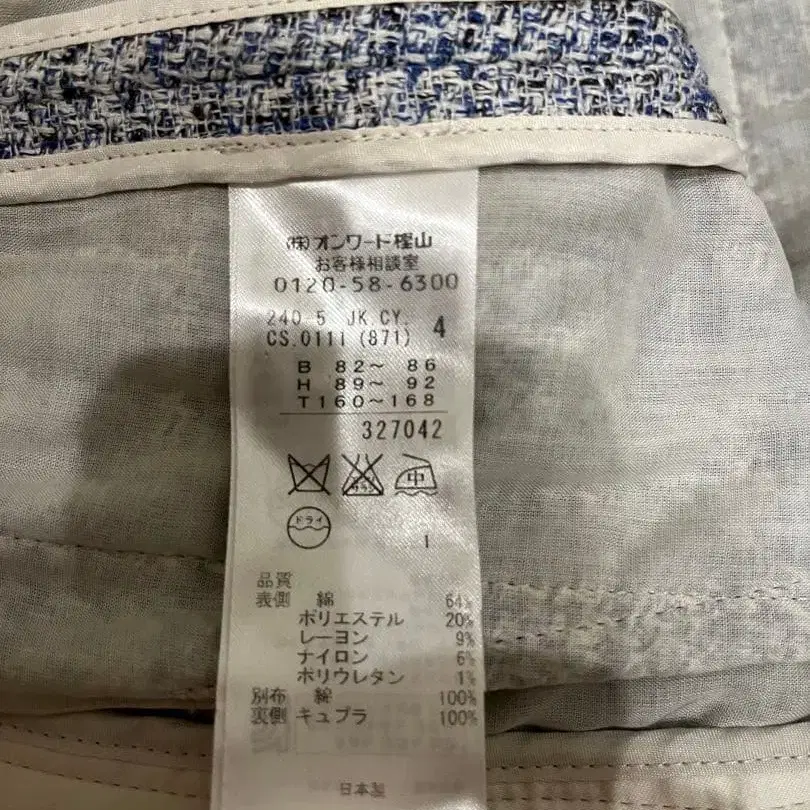 (株)オンワード樫山
お客様相談室
0120-58-6300
240 5 JK.CY. 4
CS.0111 (871)
B 82〜 86
H 89〜 92
T160〜168
327042
中
ドライ
1
品質
表側 綿 64%
ポリエステル 20%
レーヨン 9%
ナイロン 6%
ポリウレタン 1%
別布 綿 100%
裏側 キュプラ 100%
日本製